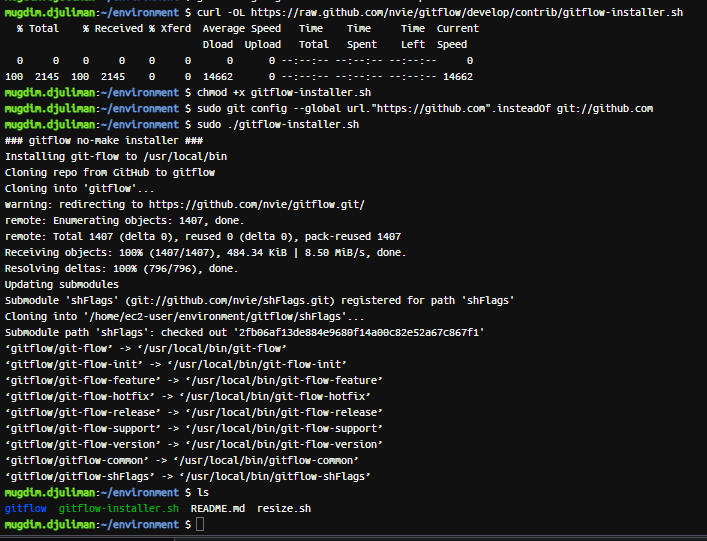 mugdim.djuliman:~/environment $ curl -OL https://raw.github.com/nvie/gitflow/develop/contrib/gitflow-installer.sh
  % Total    % Received % Xferd  Average Speed   Time    Time     Time  Current
                                 Dload  Upload   Total   Spent    Left  Speed
  0     0    0     0    0     0      0      0 --:--:-- --:--:-- --:--:--     0
100  2145  100  2145    0     0  14662      0 --:--:-- --:--:-- --:--:-- 14662
mugdim.djuliman:~/environment $ chmod +x gitflow-installer.sh
mugdim.djuliman:~/environment $ sudo git config --global url."https://github.com".insteadOf git://github.com
mugdim.djuliman:~/environment $ sudo ./gitflow-installer.sh
### gitflow no-make installer ###
Installing git-flow to /usr/local/bin
Cloning repo from GitHub to gitflow
Cloning into 'gitflow'...
warning: redirecting to https://github.com/nvie/gitflow.git/
remote: Enumerating objects: 1407, done.
remote: Total 1407 (delta 0), reused 0 (delta 0), pack-reused 1407
Receiving objects: 100% (1407/1407), 484.34 KiB | 8.50 MiB/s, done.
Resolving deltas: 100% (796/796), done.
Updating submodules
Submodule 'shFlags' (git://github.com/nvie/shFlags.git) registered for path 'shFlags'
Cloning into '/home/ec2-user/environment/gitflow/shFlags'...
Submodule path 'shFlags': checked out '2fb06af13de884e9680f14a00c82e52a67c867f1'
‘gitflow/git-flow’ -> ‘/usr/local/bin/git-flow’
‘gitflow/git-flow-init’ -> ‘/usr/local/bin/git-flow-init’
‘gitflow/git-flow-feature’ -> ‘/usr/local/bin/git-flow-feature’
‘gitflow/git-flow-hotfix’ -> ‘/usr/local/bin/git-flow-hotfix’
‘gitflow/git-flow-release’ -> ‘/usr/local/bin/git-flow-release’
‘gitflow/git-flow-support’ -> ‘/usr/local/bin/git-flow-support’
‘gitflow/git-flow-version’ -> ‘/usr/local/bin/git-flow-version’
‘gitflow/gitflow-common’ -> ‘/usr/local/bin/gitflow-common’
‘gitflow/gitflow-shFlags’ -> ‘/usr/local/bin/gitflow-shFlags’
mugdim.djuliman:~/environment $ ls
gitflow  gitflow-installer.sh  README.md  resize.sh
mugdim.djuliman:~/environment $